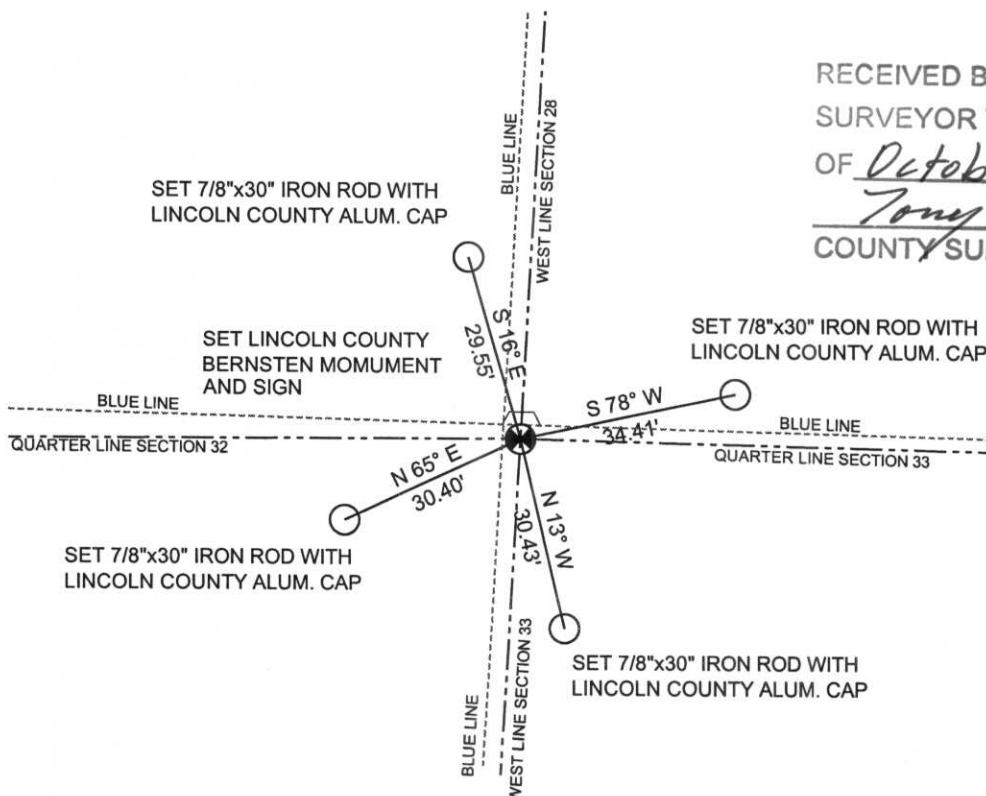 RECEIVED B
SURVEYOR
OF Octob
Tony
COUNTY SU
BLUE LINE
WEST LINE SECTION 28
SET 7/8"x30" IRON ROD WITH
LINCOLN COUNTY ALUM. CAP
S 16° E
29.55'
SET LINCOLN COUNTY
BERNSTEN MOMUMENT
AND SIGN
SET 7/8"x30" IRON ROD WITH
LINCOLN COUNTY ALUM. CAP
BLUE LINE
S 78° W
34.41'
BLUE LINE
QUARTER LINE SECTION 32
QUARTER LINE SECTION 33
N 65° E
30.40'
N 13° W
30.43'
SET 7/8"x30" IRON ROD WITH
LINCOLN COUNTY ALUM. CAP
SET 7/8"x30" IRON ROD WITH
LINCOLN COUNTY ALUM. CAP
BLUE LINE
WEST LINE SECTION 33